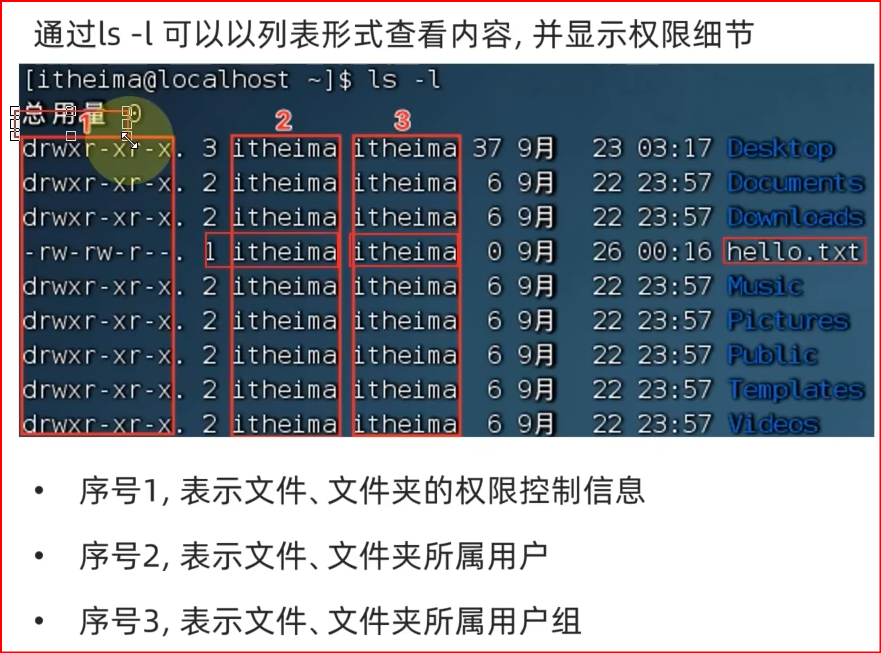 通过ls -l 可以以列表形式查看内容, 并显示权限细节
[itheima@localhost ~]$ ls -l
总用量 0
1 2 3
drwxr-xr-x. 3 itheima itheima 37 9月 23 03:17 Desktop
drwxr-xr-x. 2 itheima itheima 6 9月 22 23:57 Documents
drwxr-xr-x. 2 itheima itheima 6 9月 22 23:57 Downloads
-rw-rw-r--. 1 itheima itheima 0 9月 26 00:16 hello.txt
drwxr-xr-x. 2 itheima itheima 6 9月 22 23:57 Music
drwxr-xr-x. 2 itheima itheima 6 9月 22 23:57 Pictures
drwxr-xr-x. 2 itheima itheima 6 9月 22 23:57 Public
drwxr-xr-x. 2 itheima itheima 6 9月 22 23:57 Templates
drwxr-xr-x. 2 itheima itheima 6 9月 22 23:57 Videos
• 序号1, 表示文件、文件夹的权限控制信息
• 序号2, 表示文件、文件夹所属用户
• 序号3, 表示文件、文件夹所属用户组